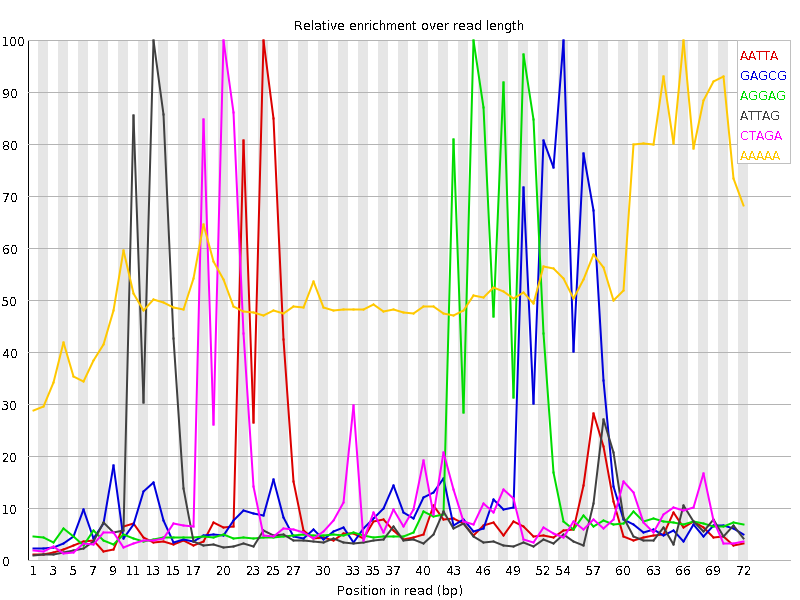 Relative enrichment over read length
100
90
80
70
60
50
40
30
20
10
0
AATTA
GAGCG
AGGAG
ATTAG
CTAGA
AAAAA
1 3 5 7 9 11 13 15 17 20 23 25 27 30 33 35 37 40 43 46 49 52 54 57 60 63 66 69 72
Position in read (bp)